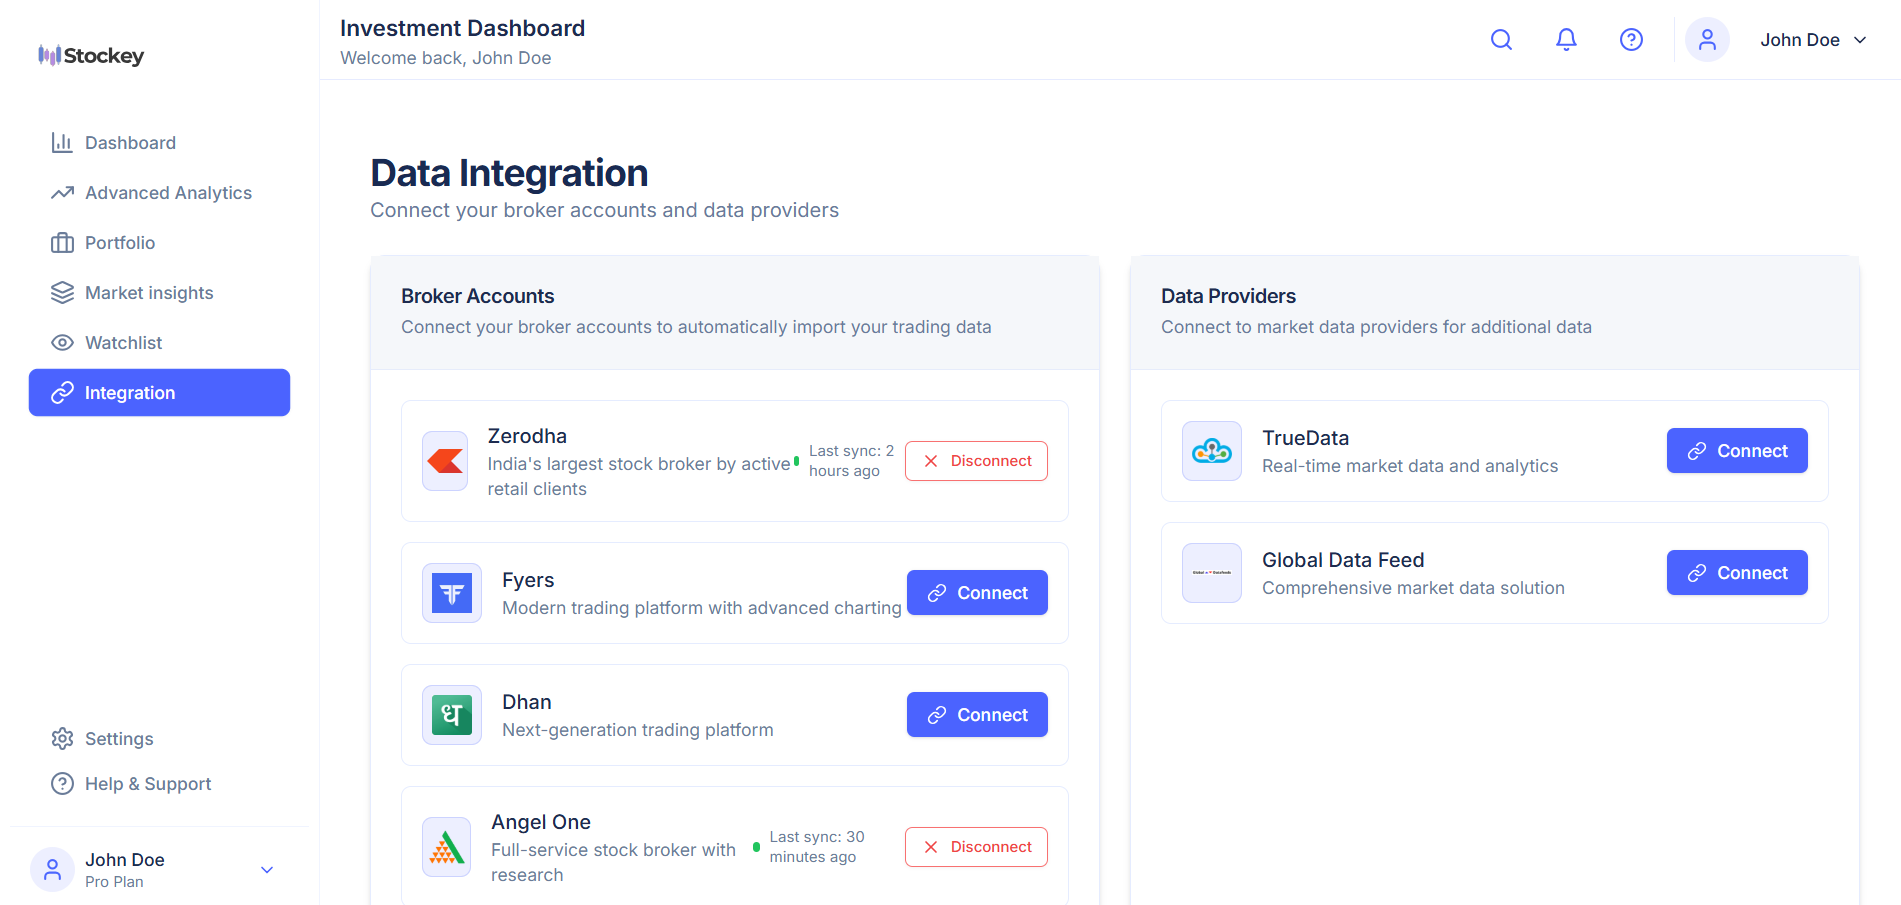 Stockey
Investment Dashboard
Welcome back, John Doe
John Doe
Dashboard
Advanced Analytics
Portfolio
Market insights
Watchlist
Integration
Settings
Help & Support
John Doe
Pro Plan
Data Integration
Connect your broker accounts and data providers
Broker Accounts
Connect your broker accounts to automatically import your trading data
Zerodha
India's largest stock broker by active
retail clients
Last sync: 2
hours ago
Disconnect
Fyers
Modern trading platform with advanced charting
Connect
ध
Dhan
Next-generation trading platform
Connect
Angel One
Full-service stock broker with
research
Last sync: 30
minutes ago
Disconnect
Data Providers
Connect to market data providers for additional data
TrueData
Real-time market data and analytics
Connect
Global Data Feed
Comprehensive market data solution
Connect